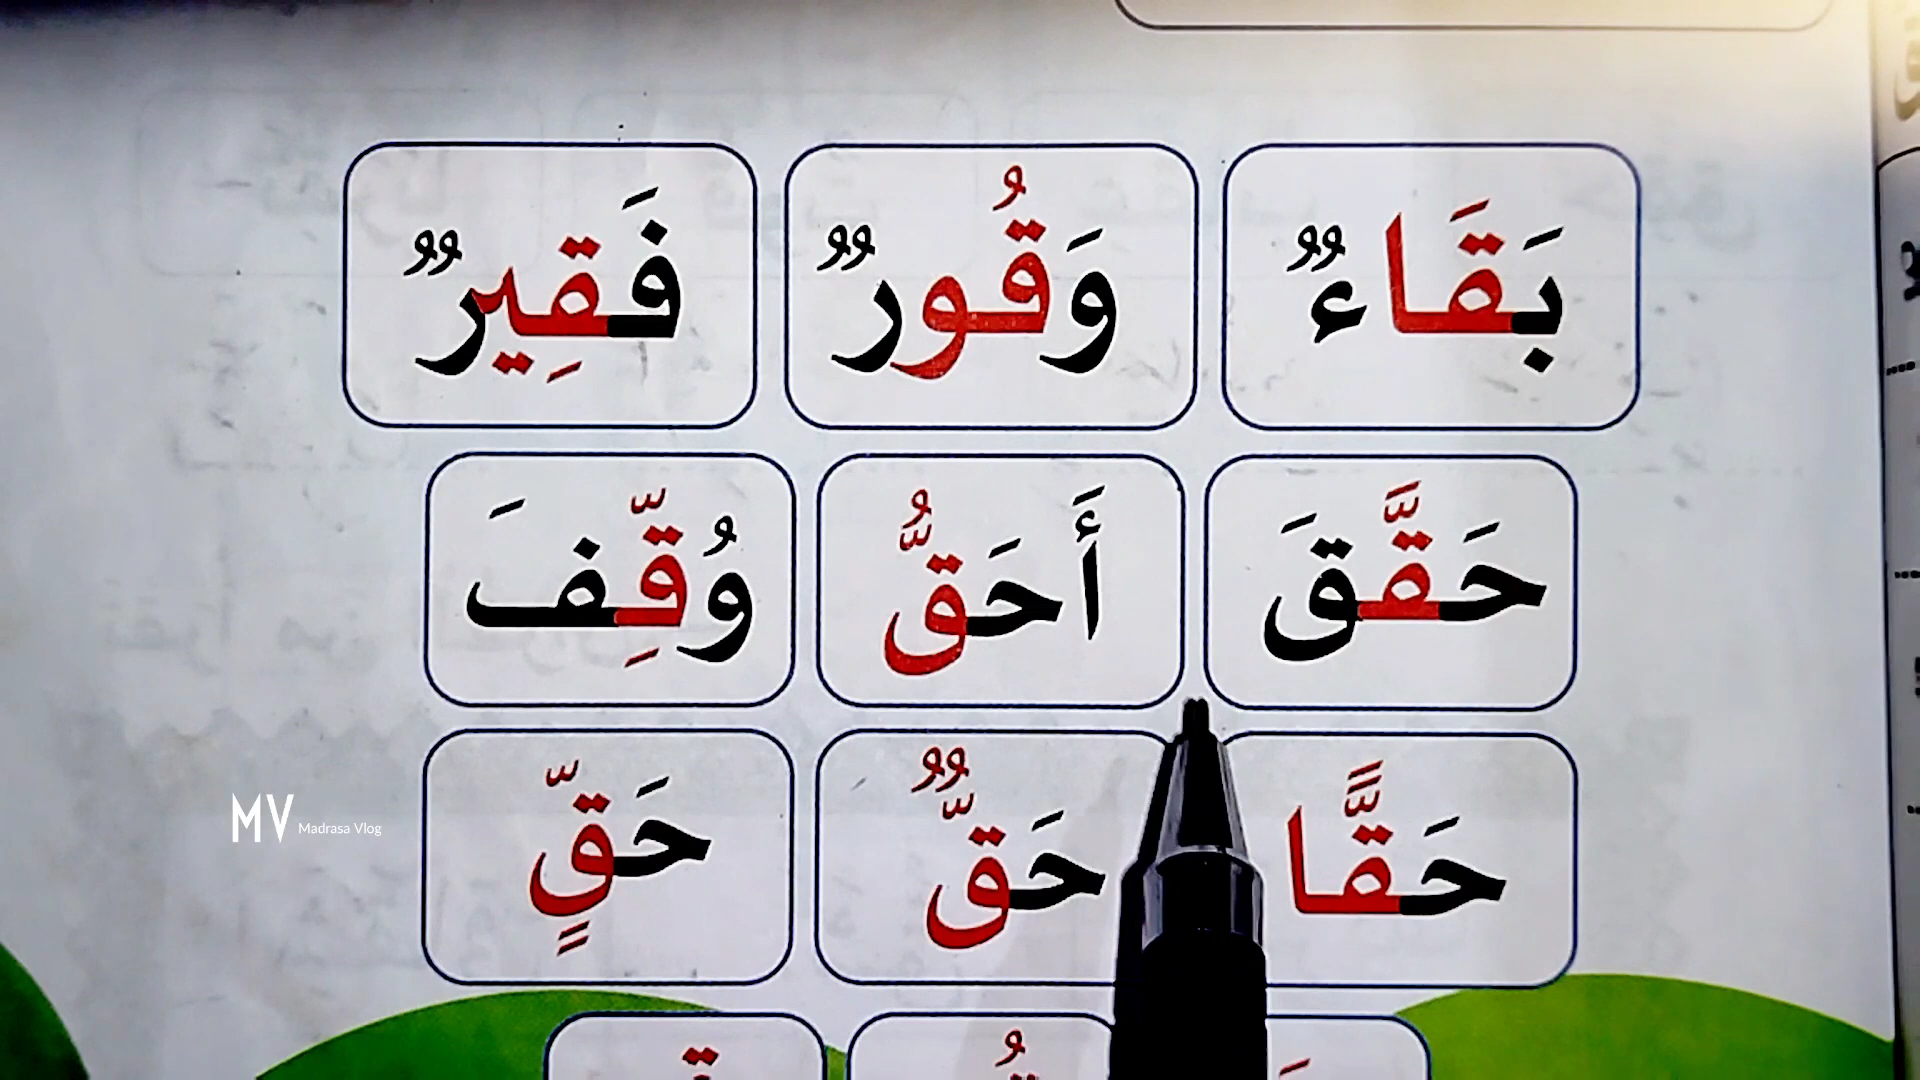 بَقَاءٌ وَقُورٌ فَقِيرٌ
حَقَّقَ أَحَقُّ وُقِّفَ
حَقًّا حَقٌّ حَقٍّ
MV Madrasa Vlog